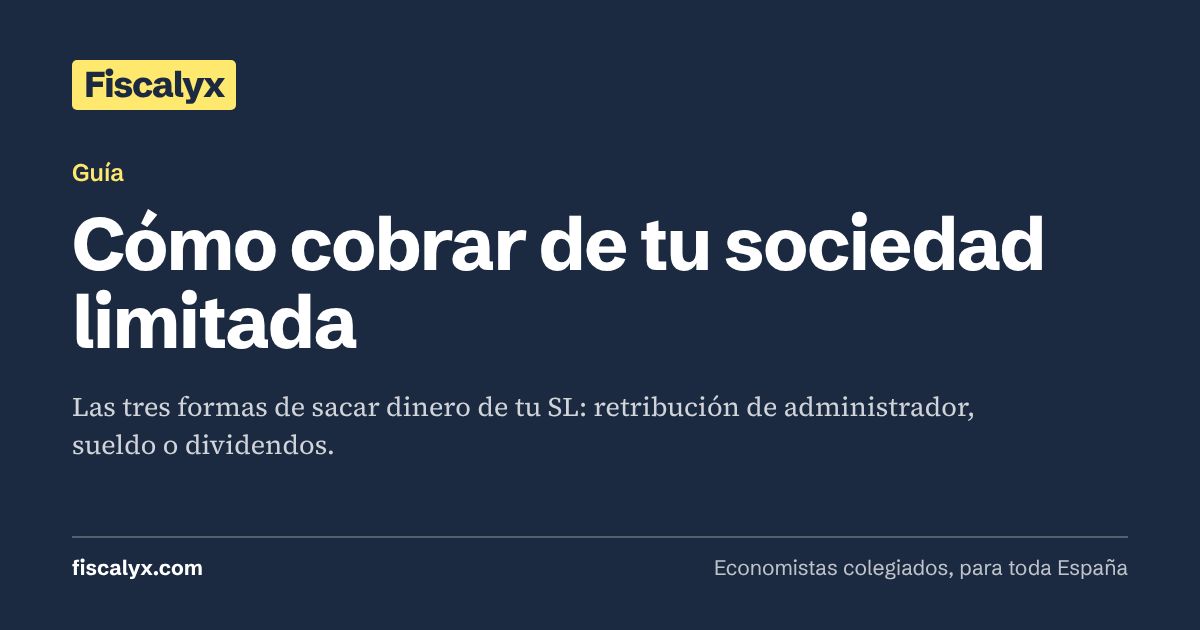 Fiscalyx
Guía
Cómo cobrar de tu sociedad
limitada
Las tres formas de sacar dinero de tu SL: retribución de administrador,
sueldo o dividendos.
fiscalyx.com
Economistas colegiados, para toda España